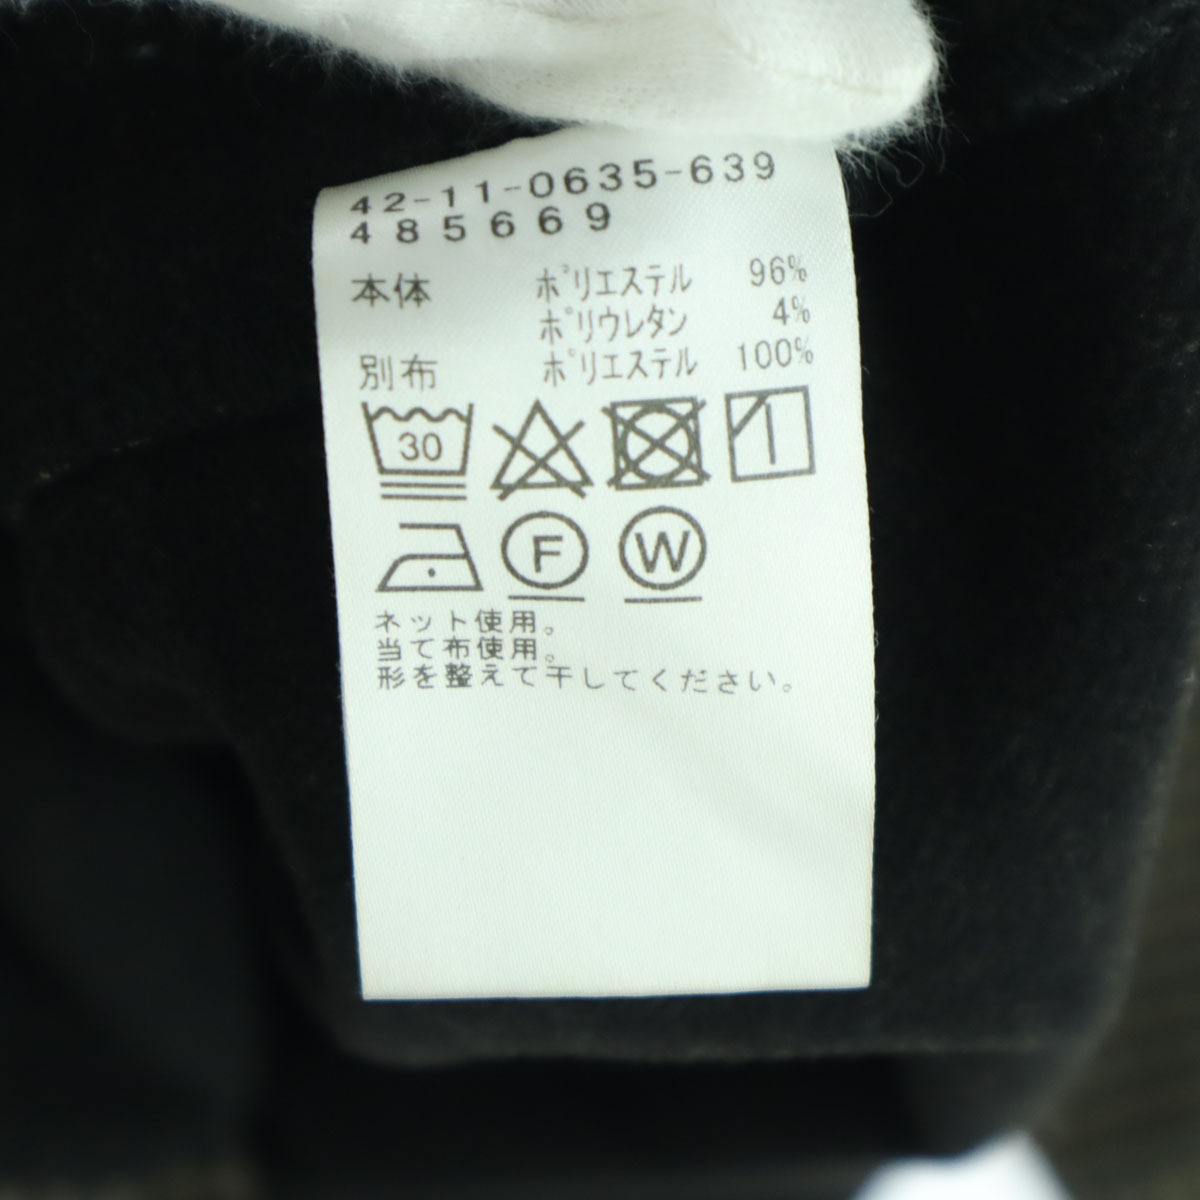 42-11-0635-639
485669
本体 ポリエステル 96%
ポリウレタン 4%
別布 ポリエステル 100%
30
F W
ネット使用。
当て布使用。
形を整えて干してください。